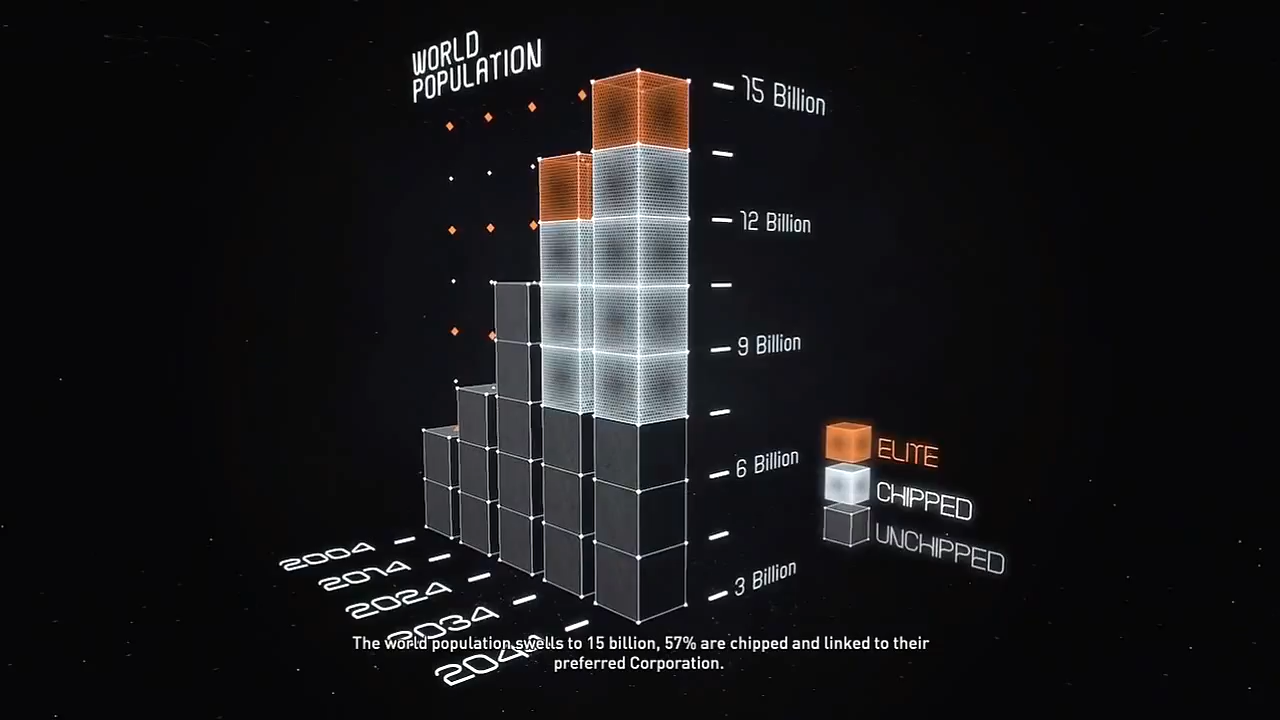 WORLD
POPULATION
15 Billion
12 Billion
9 Billion
6 Billion
3 Billion
ELITE
CHIPPED
UNCHIPPED
2004
2014
2024
2034
The world population swells to 15 billion, 57% are chipped and linked to their
preferred Corporation.